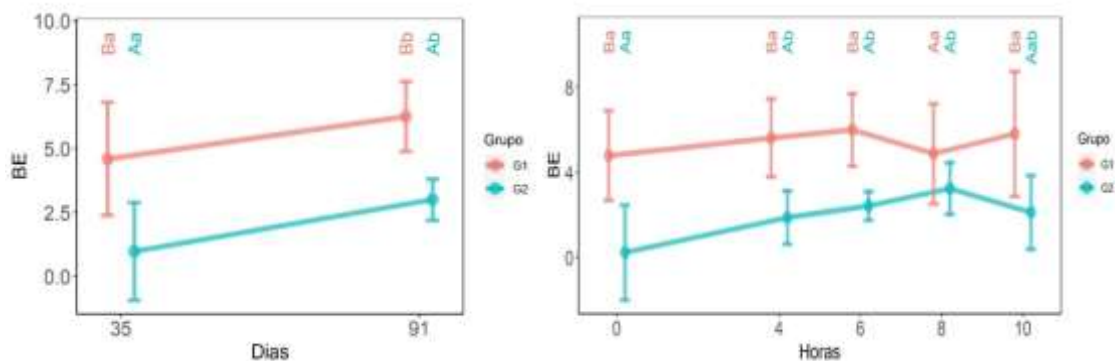 10.0
7.5
5.0
2.5
0.0
BE
Ba
Aa
Bb
Ab
35
91
Dias
Grupo
G1
G2
8
4
0
BE
Ba
Aa
Ba
Ab
Ba
Ab
Aa
Ab
Ba
Aab
0
4
6
8
10
Horas
Grupo
G1
G2